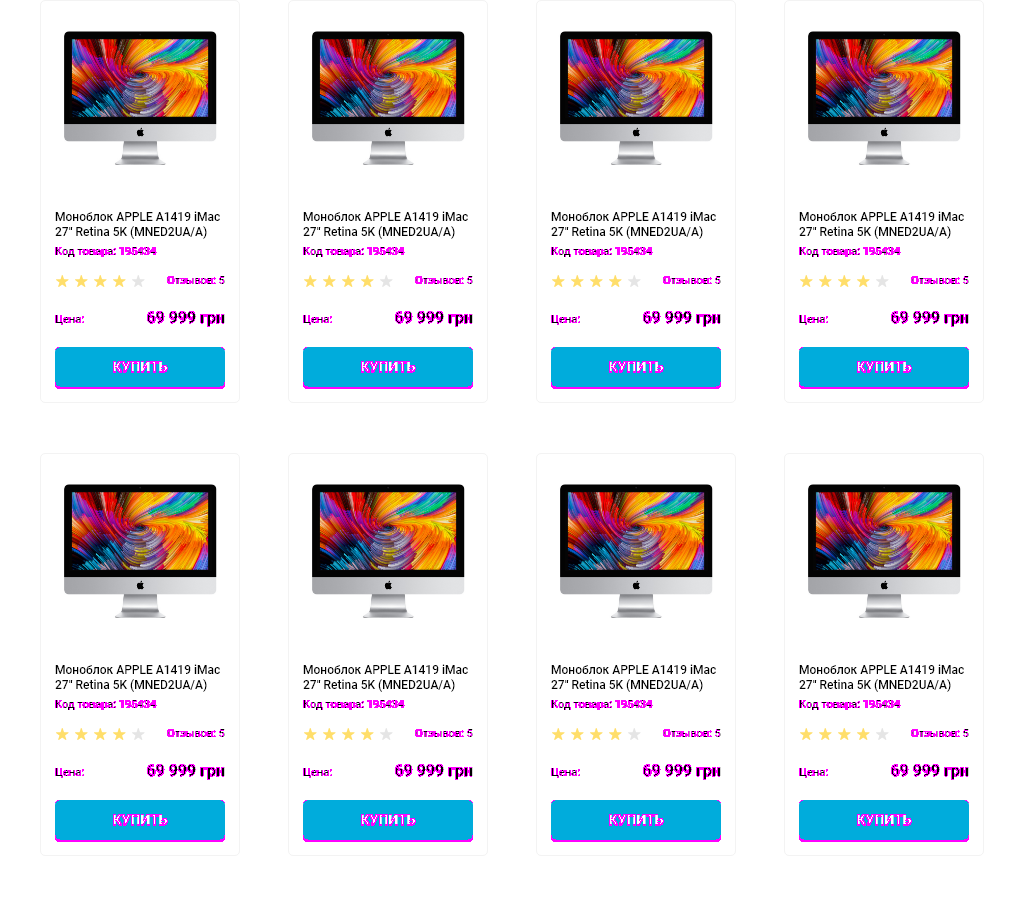 Моноблок APPLE A1419 iMac
27" Retina 5K (MNED2UA/A)
Код товара: 195434
Отзывов: 5
Цена: 69 999 грн
КУПИТЬ
Моноблок APPLE A1419 iMac
27" Retina 5K (MNED2UA/A)
Код товара: 195434
Отзывов: 5
Цена: 69 999 грн
КУПИТЬ
Моноблок APPLE A1419 iMac
27" Retina 5K (MNED2UA/A)
Код товара: 195434
Отзывов: 5
Цена: 69 999 грн
КУПИТЬ
Моноблок APPLE A1419 iMac
27" Retina 5K (MNED2UA/A)
Код товара: 195434
Отзывов: 5
Цена: 69 999 грн
КУПИТЬ
Моноблок APPLE A1419 iMac
27" Retina 5K (MNED2UA/A)
Код товара: 195434
Отзывов: 5
Цена: 69 999 грн
КУПИТЬ
Моноблок APPLE A1419 iMac
27" Retina 5K (MNED2UA/A)
Код товара: 195434
Отзывов: 5
Цена: 69 999 грн
КУПИТЬ
Моноблок APPLE A1419 iMac
27" Retina 5K (MNED2UA/A)
Код товара: 195434
Отзывов: 5
Цена: 69 999 грн
КУПИТЬ
Моноблок APPLE A1419 iMac
27" Retina 5K (MNED2UA/A)
Код товара: 195434
Отзывов: 5
Цена: 69 999 грн
КУПИТЬ